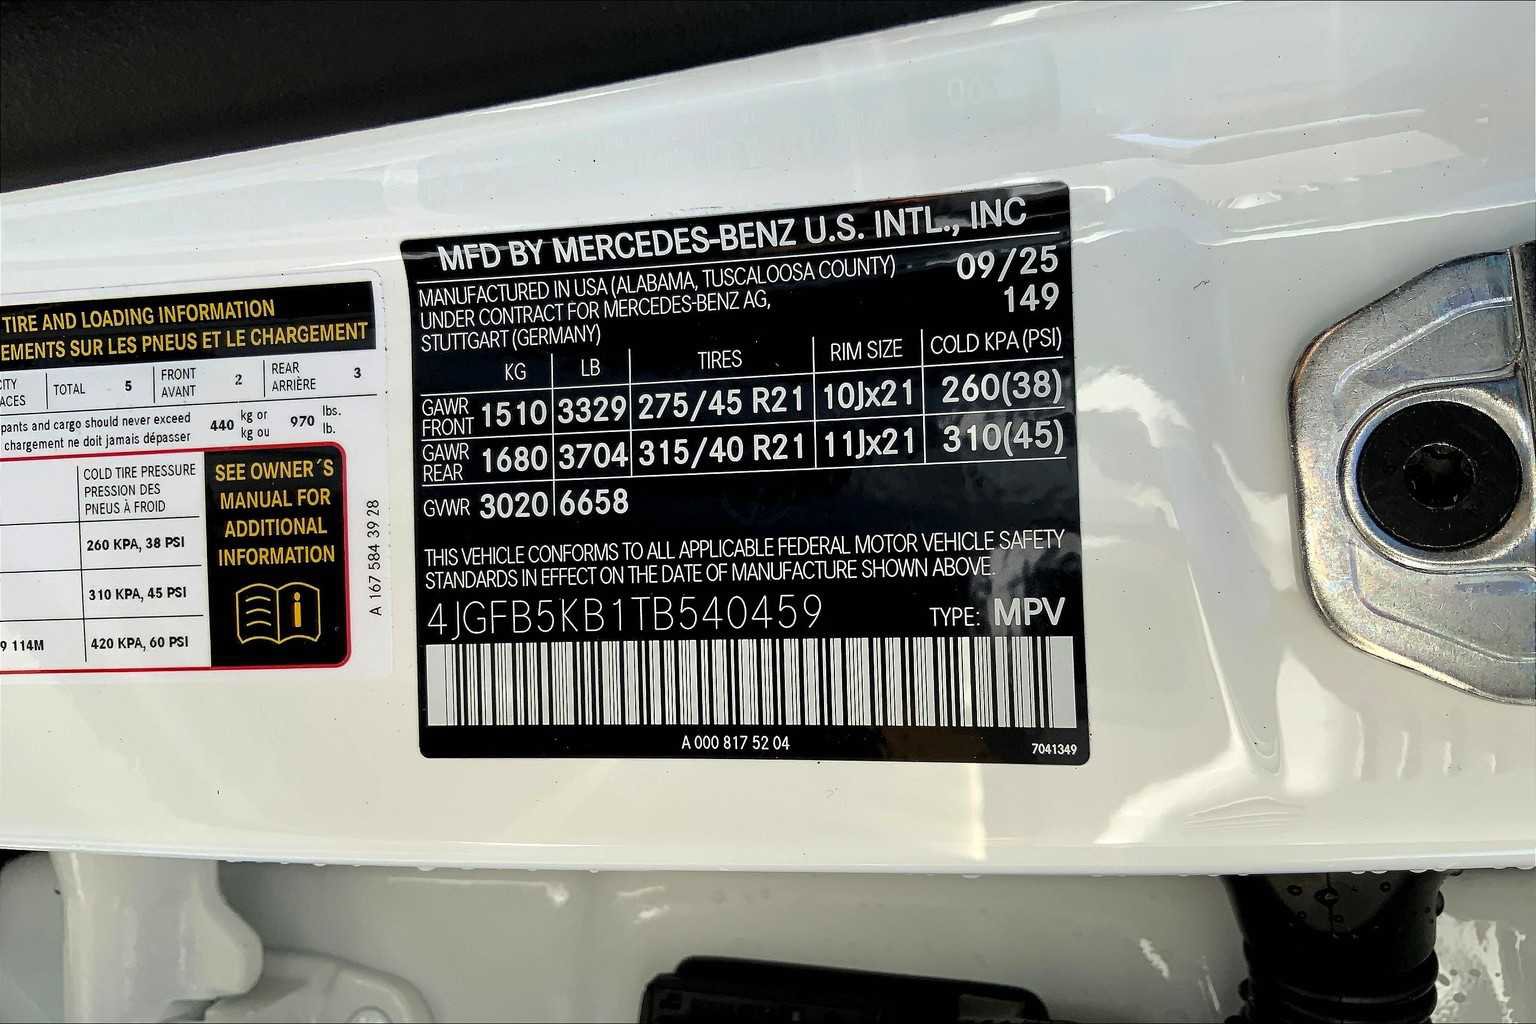 TIRE AND LOADING INFORMATION
EMENTS SUR LES PNEUS ET LE CHARGEMENT
TOTAL 5 FRONT AVANT 2 REAR ARRIÈRE 3
and cargo should never exceed
chargement ne doit jamais dépasser
440 kg or kg ou 970 lbs. lb.
COLD TIRE PRESSURE
PRESSION DES
PNEUS À FROID
260 KPA, 38 PSI
310 KPA, 45 PSI
9 114M 420 KPA, 60 PSI
SEE OWNER´S
MANUAL FOR
ADDITIONAL
INFORMATION
A 167 584 39 28
MFD BY MERCEDES-BENZ U.S. INTL., INC
MANUFACTURED IN USA (ALABAMA, TUSCALOOSA COUNTY) 09/25
UNDER CONTRACT FOR MERCEDES-BENZ AG, 149
STUTTGART (GERMANY)
KG LB TIRES RIM SIZE COLD KPA (PSI)
GAWR FRONT 1510 3329 275/45 R21 10Jx21 260(38)
GAWR REAR 1680 3704 315/40 R21 11Jx21 310(45)
GVWR 3020 6658
THIS VEHICLE CONFORMS TO ALL APPLICABLE FEDERAL MOTOR VEHICLE SAFETY
STANDARDS IN EFFECT ON THE DATE OF MANUFACTURE SHOWN ABOVE.
4JGFB5KB1TB540459 TYPE: MPV
A 000 817 52 04 7041349